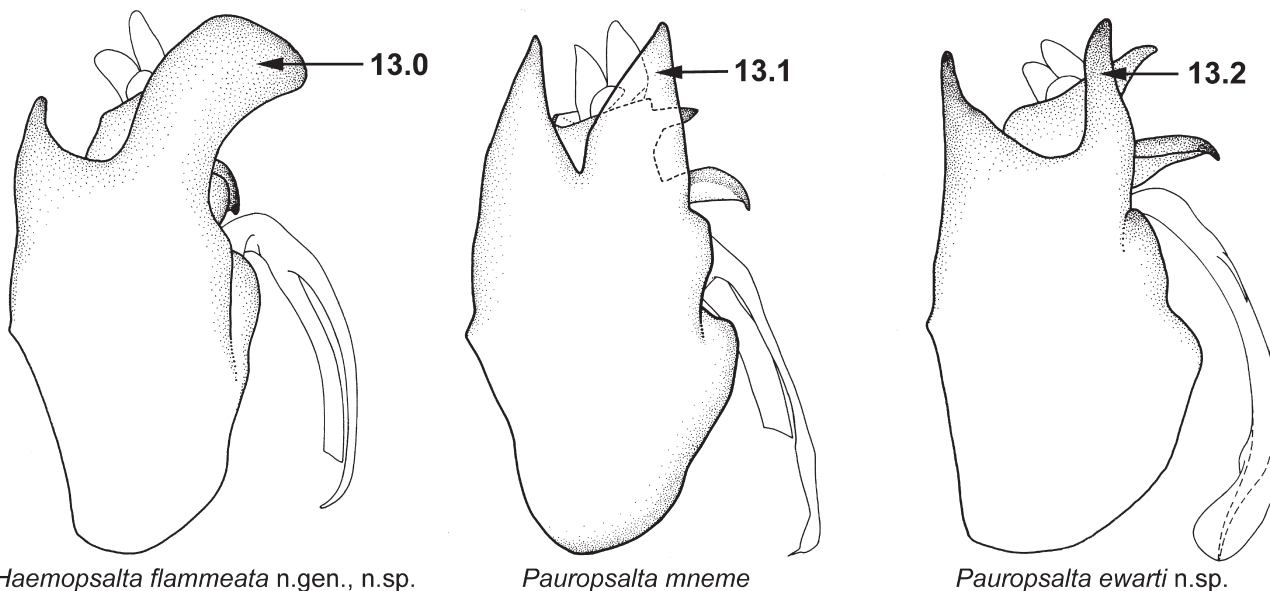 13.0
13.1
13.2
Haemopsalta flammeata n.gen., n.sp.
Pauropsalta mneme
Pauropsalta ewarti n.sp.